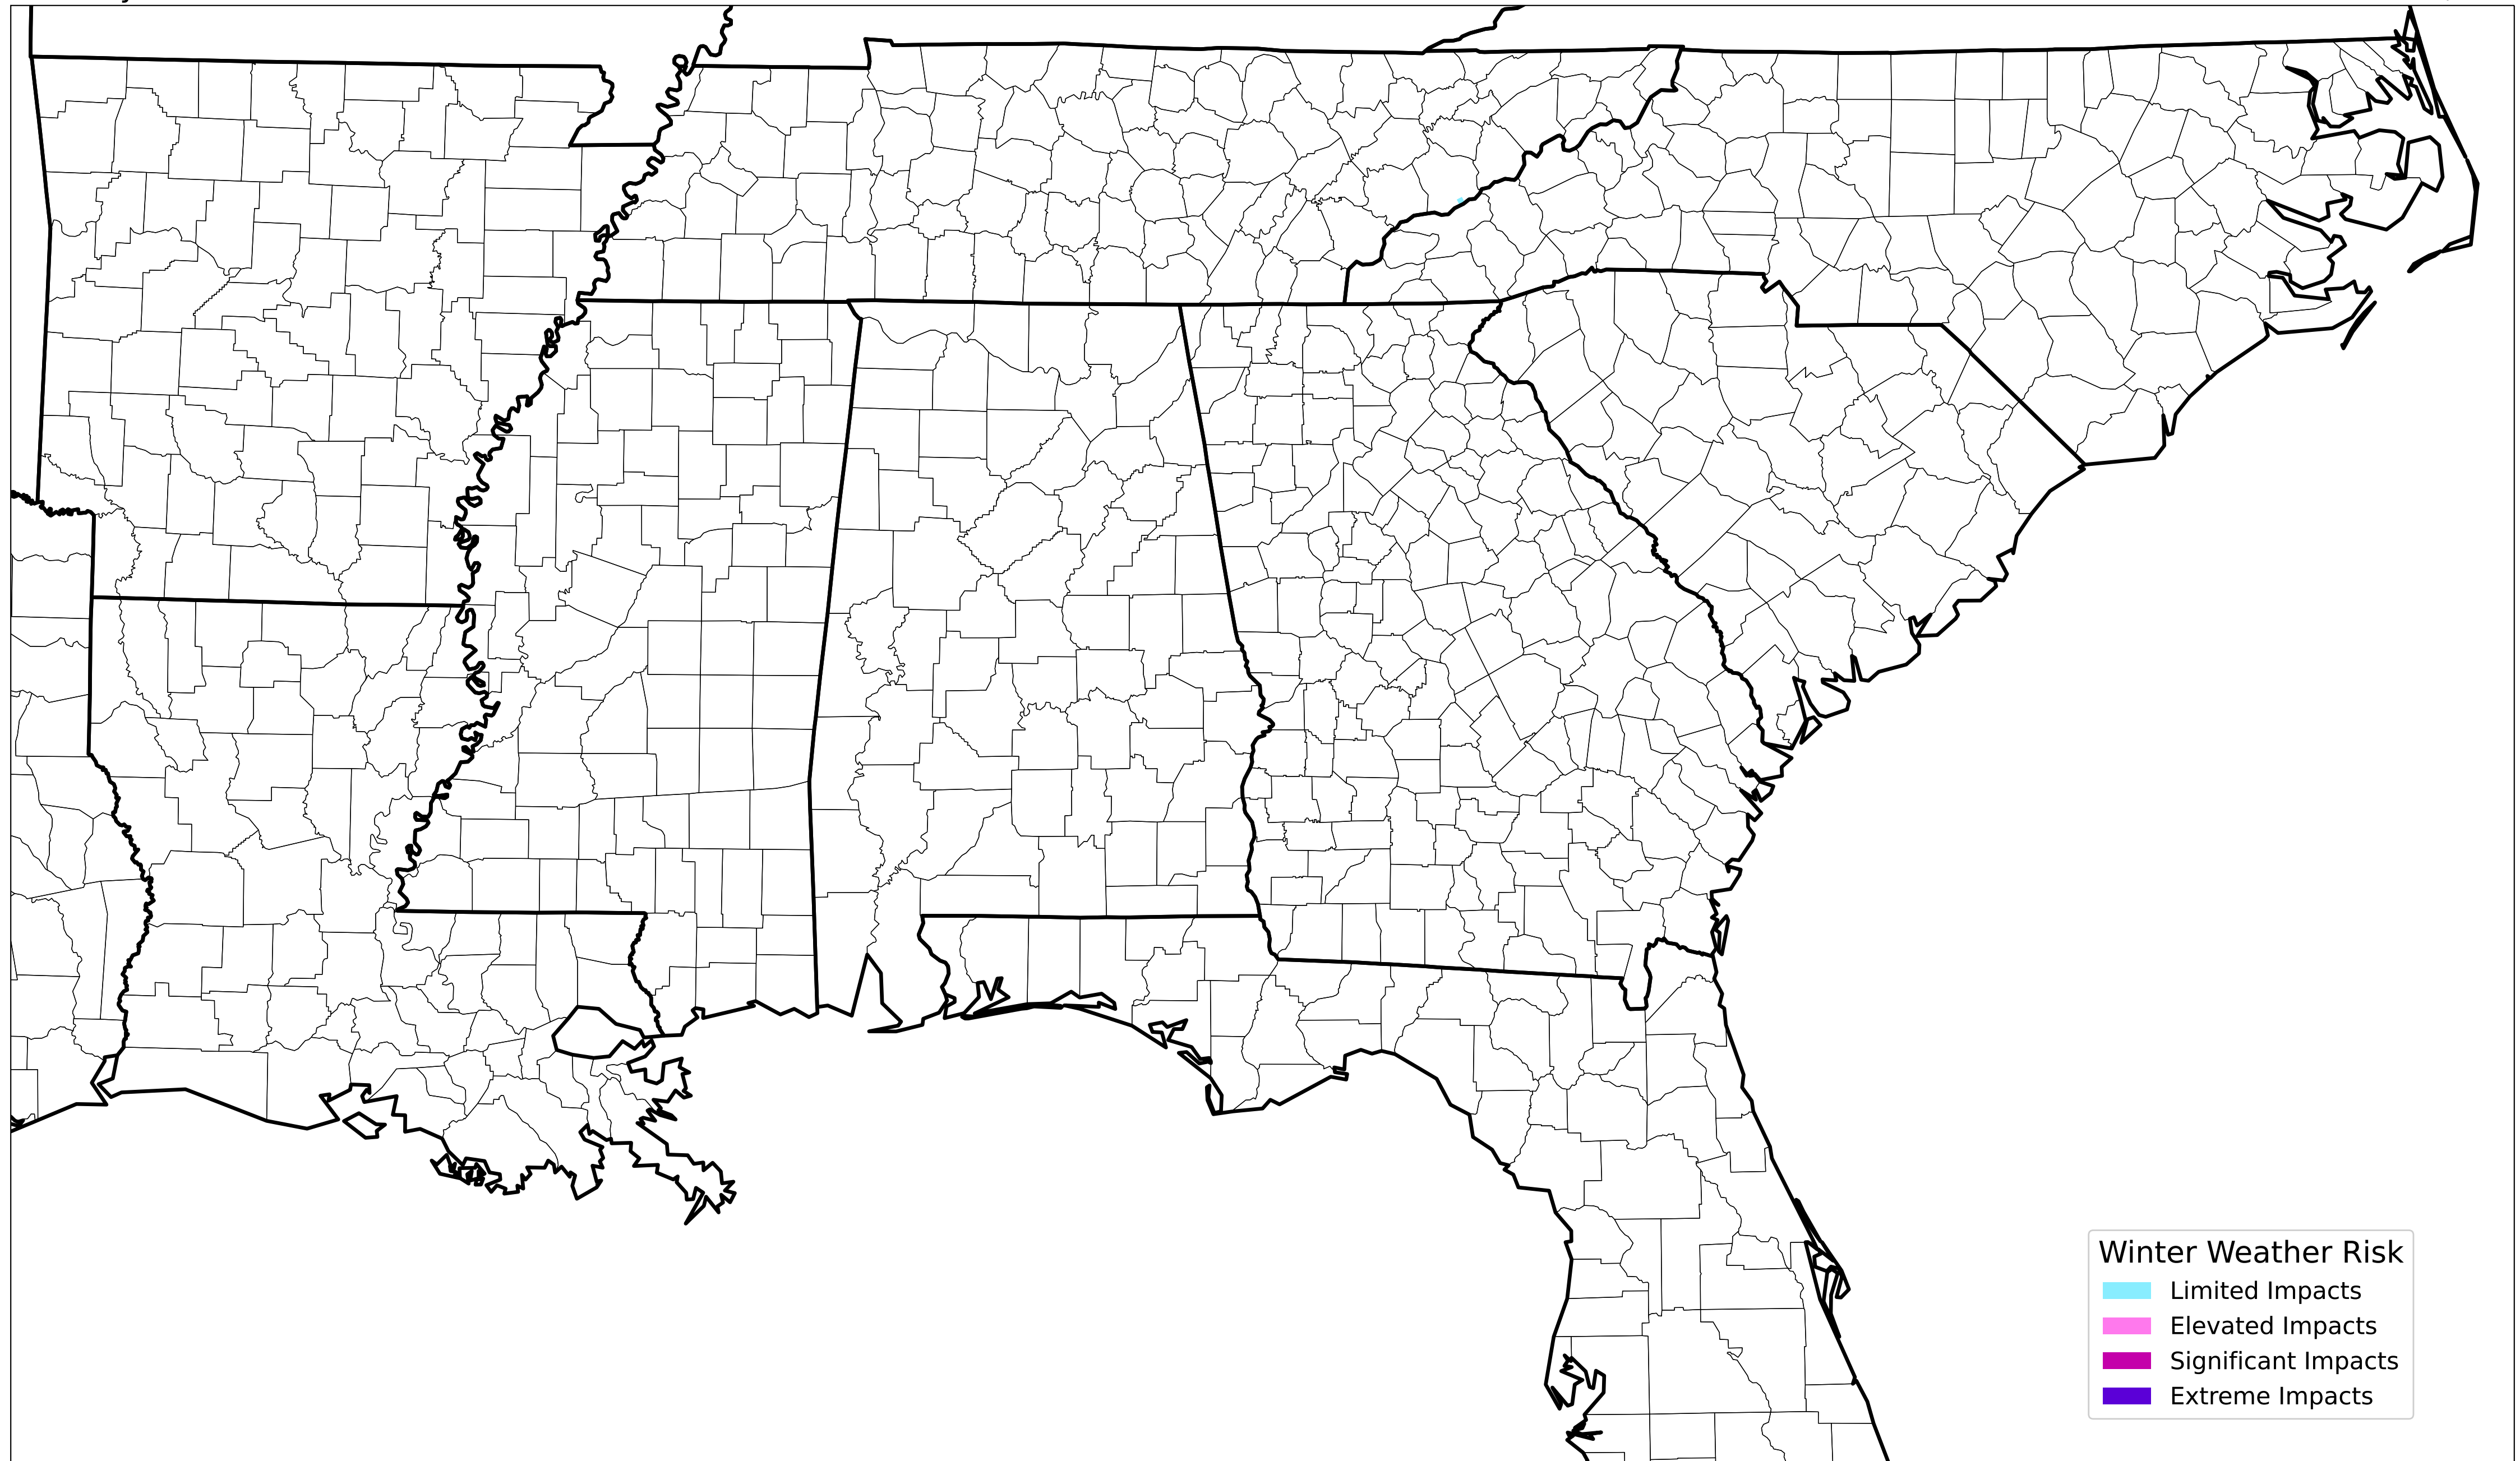 Winter Weather Risk
Limited Impacts
Elevated Impacts
Significant Impacts
Extreme Impacts